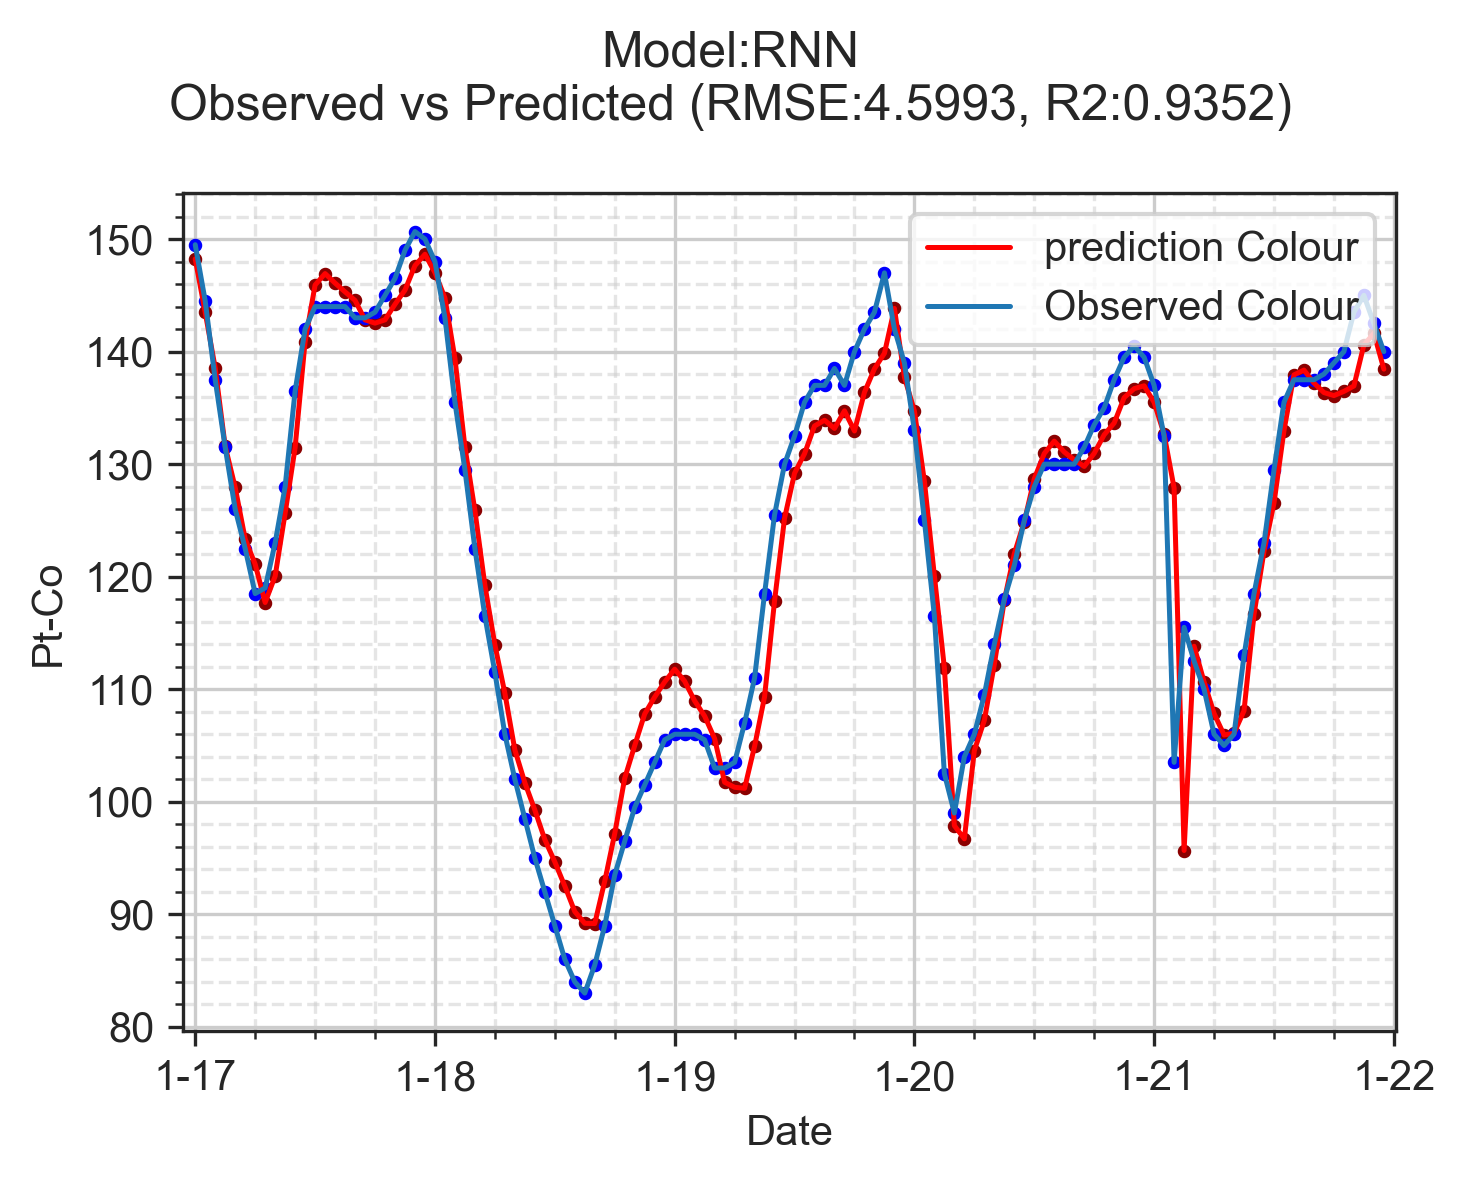 Model:RNN
Observed vs Predicted (RMSE:4.5993, R2:0.9352)
prediction Colour
Observed Colour
150
140
130
120
110
100
90
80
Pt-Co
1-17
1-18
1-19
1-20
1-21
1-22
Date